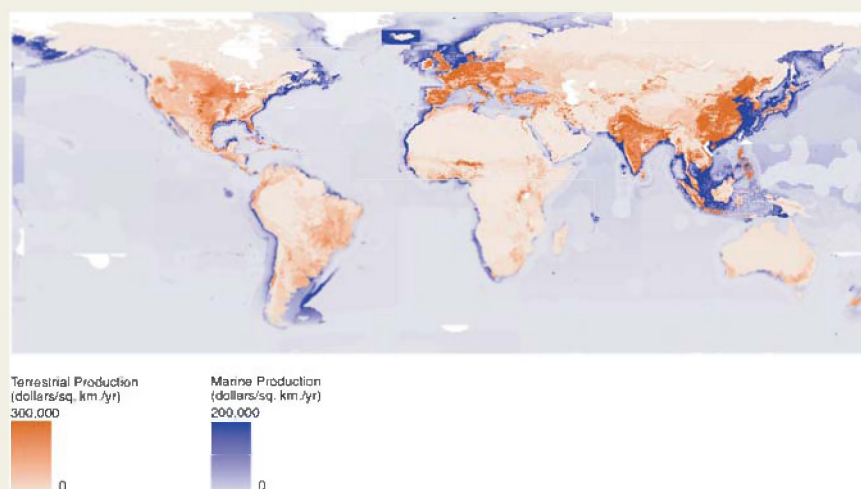 Terrestrial Production
(dollars/sq. km./yr)
300,000
0
Marine Production
(dollars/sq. km./yr)
200,000
0